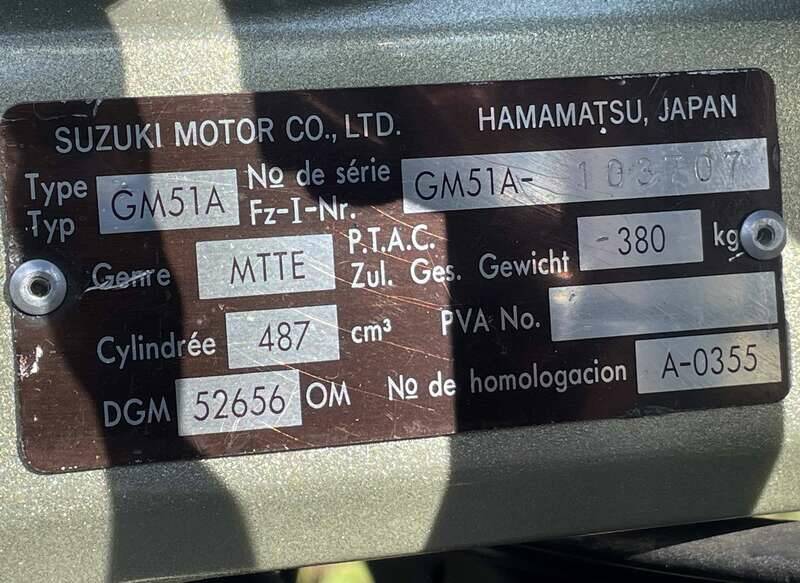 SUZUKI MOTOR CO., LTD. HAMAMATSU, JAPAN
Type
Typ GM51A
No de série
Fz-I-Nr. GM51A-
Genre MTTE
P.T.A.C.
Zul. Ges. Gewicht -380 kg
Cylindrée 487 cm³
PVA No.
DGM 52656 OM
No de homologacion A-0355